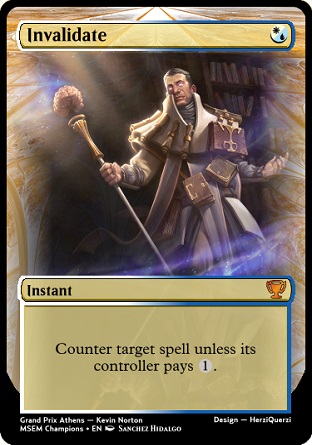 Invalidate
Instant
Counter target spell unless its
controller pays 1.
Grand Prix Athens — Kevin Norton
Design — HerziQuerzi
MSEM Champions • EN Sanchez Hidalgo